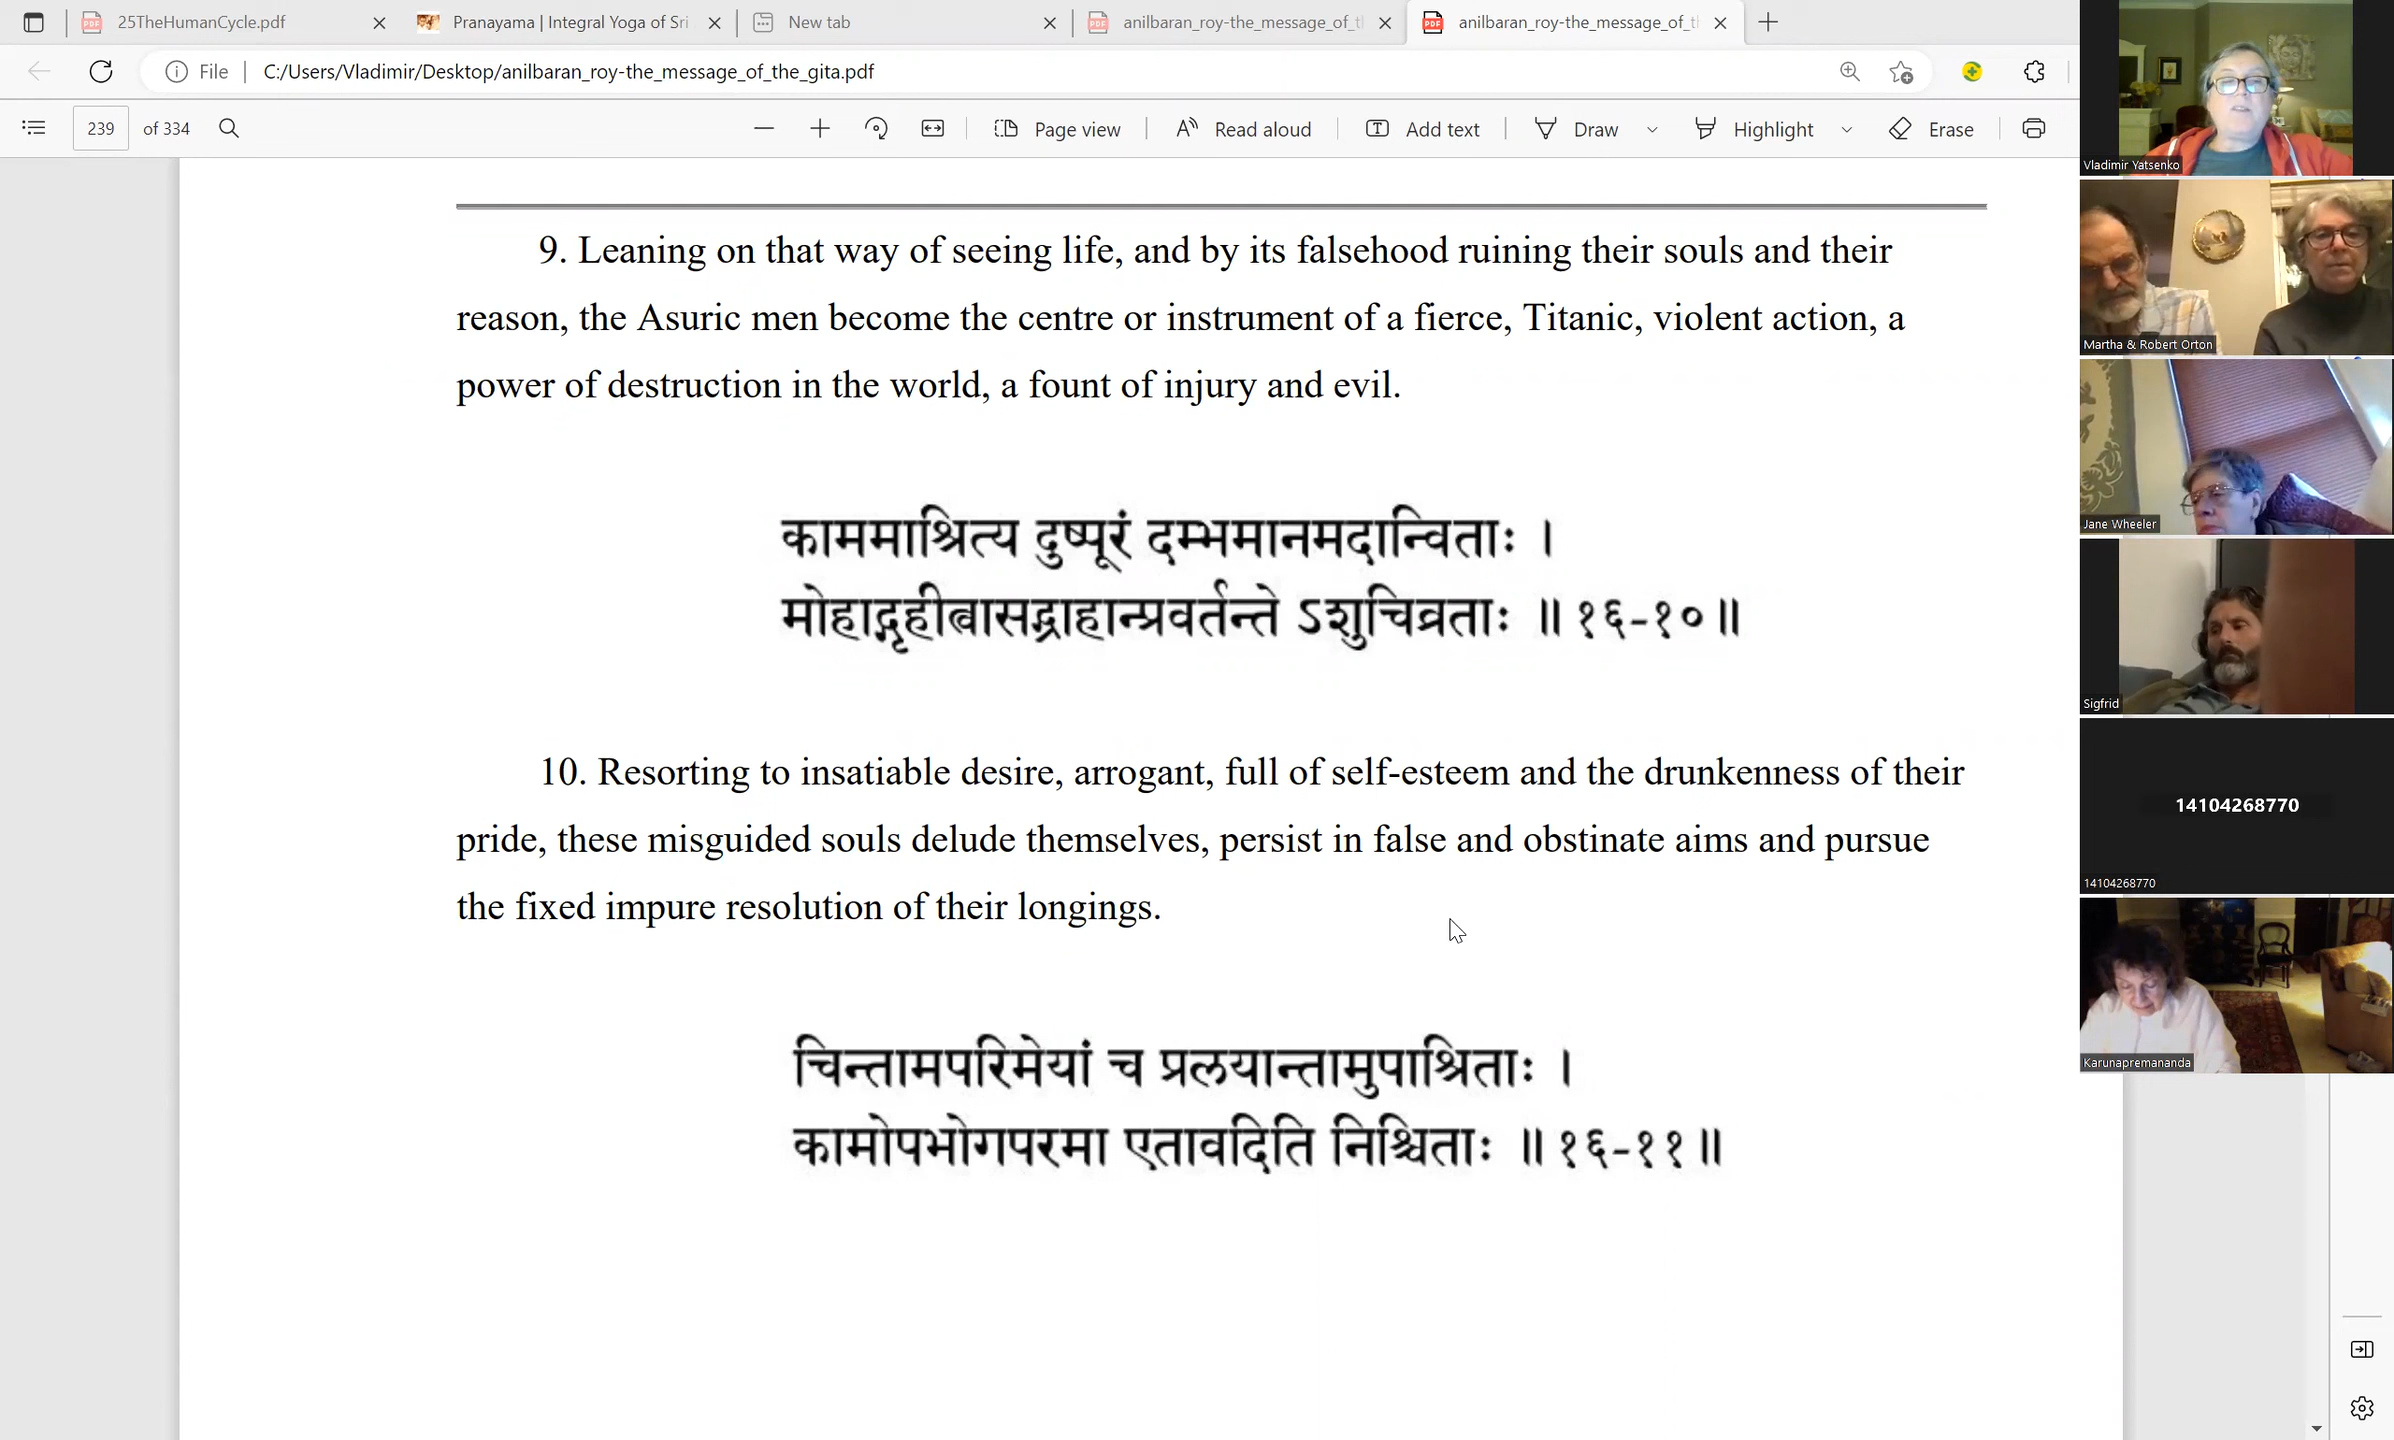 25TheHumanCycle.pdf
Pranayama | Integral Yoga of Sri
New tab
anilbaran_roy-the_message_of_t
anilbaran_roy-the_message_of_t
File
C:/Users/Vladimir/Desktop/anilbaran_roy-the_message_of_the_gita.pdf
239 of 334
Page view
Read aloud
Add text
Draw
Highlight
Erase
9. Leaning on that way of seeing life, and by its falsehood ruining their souls and their
reason, the Asuric men become the centre or instrument of a fierce, Titanic, violent action, a
power of destruction in the world, a fount of injury and evil.
काममाश्रित्य दुष्पूरं दम्भमानमदान्विताः ।
मोहाद्गृहीत्वासद्ग्राहान्प्रवर्तन्ते ऽशुचिव्रताः ॥ १६-१० ॥
10. Resorting to insatiable desire, arrogant, full of self-esteem and the drunkenness of their
pride, these misguided souls delude themselves, persist in false and obstinate aims and pursue
the fixed impure resolution of their longings.
चिन्तामपरिमेयां च प्रलयान्तामुपाश्रिताः ।
कामोपभोगपरमा एतावदिति निश्चिताः ॥ १६-११ ॥
Vladimir Yatsenko
Martha & Robert Orton
Jane Wheeler
Sigfrid
14104268770
14104268770
Karunapremananda